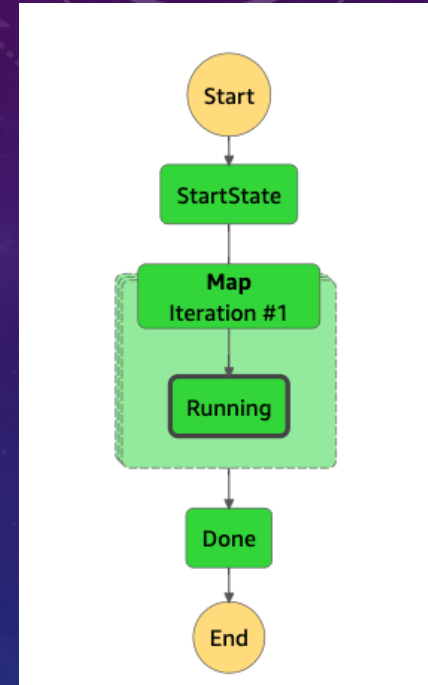 Start
StartState
Map
Iteration #1
Running
Done
End